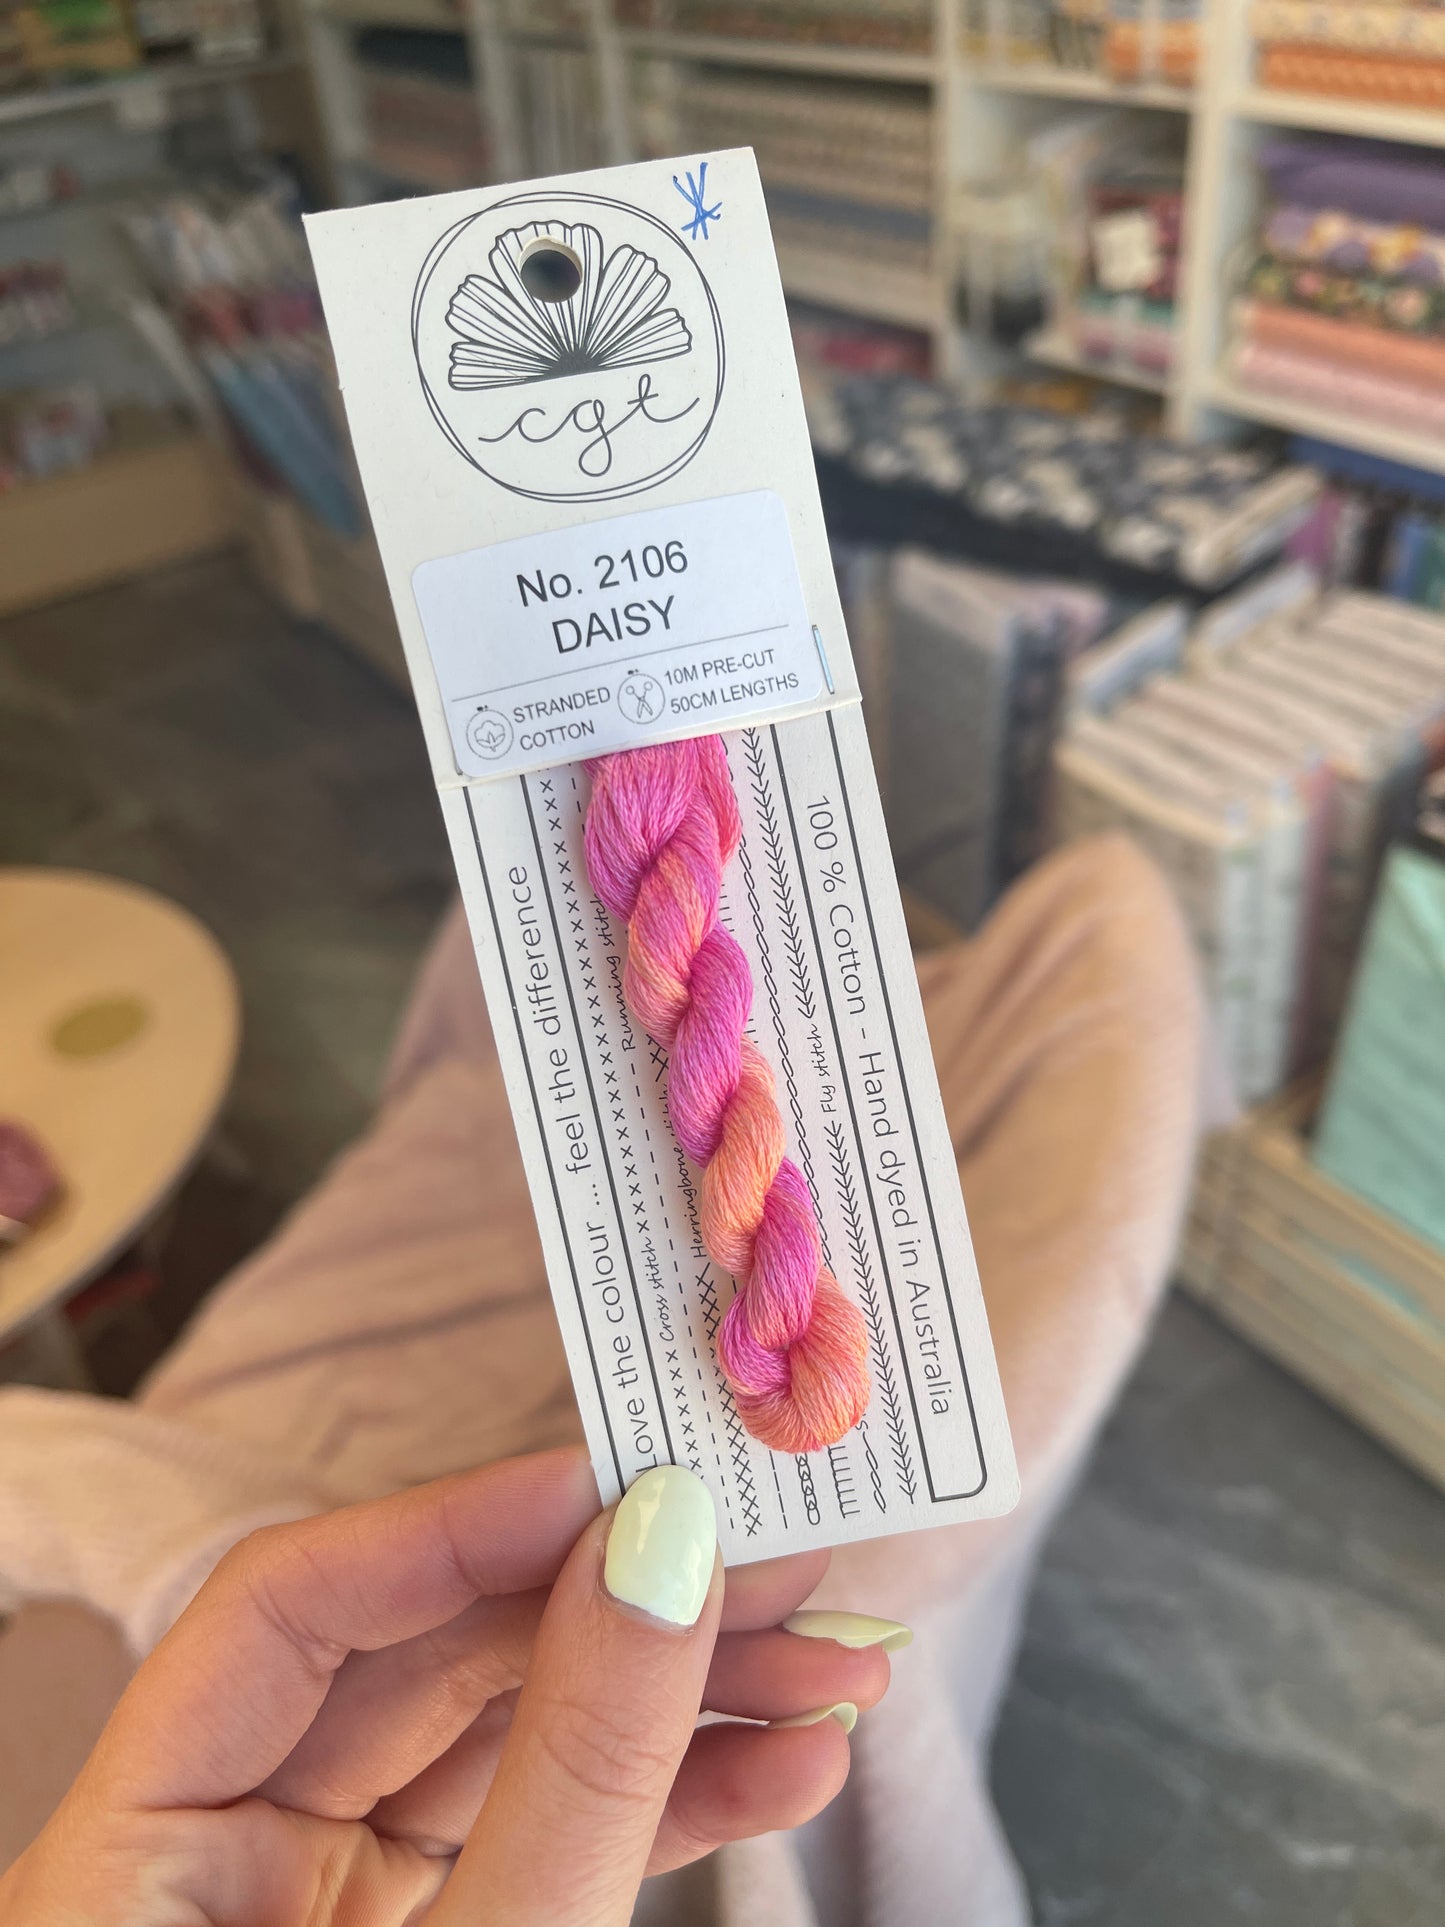 cgt
No. 2106
DAISY
STRANDED
COTTON
10M PRE-CUT
50CM LENGTHS
Love the colour ... feel the difference
Cross stitch
Running stitch
Herringbone
Fly stitch
100 % Cotton - Hand dyed in Australia